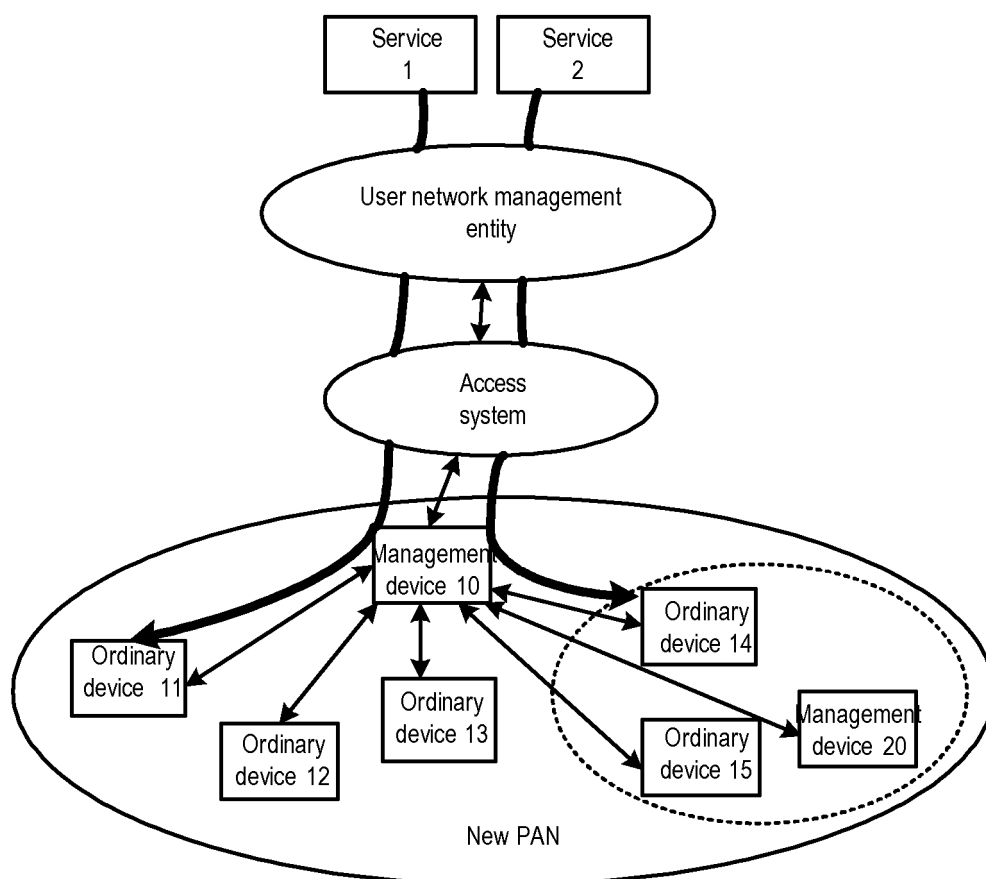 Service
1
Service
2
User network management
entity
Access
system
Management
device 10
Ordinary
device 11
Ordinary
device 12
Ordinary
device 13
Ordinary
device 14
Ordinary
device 15
Management
device 20
New PAN